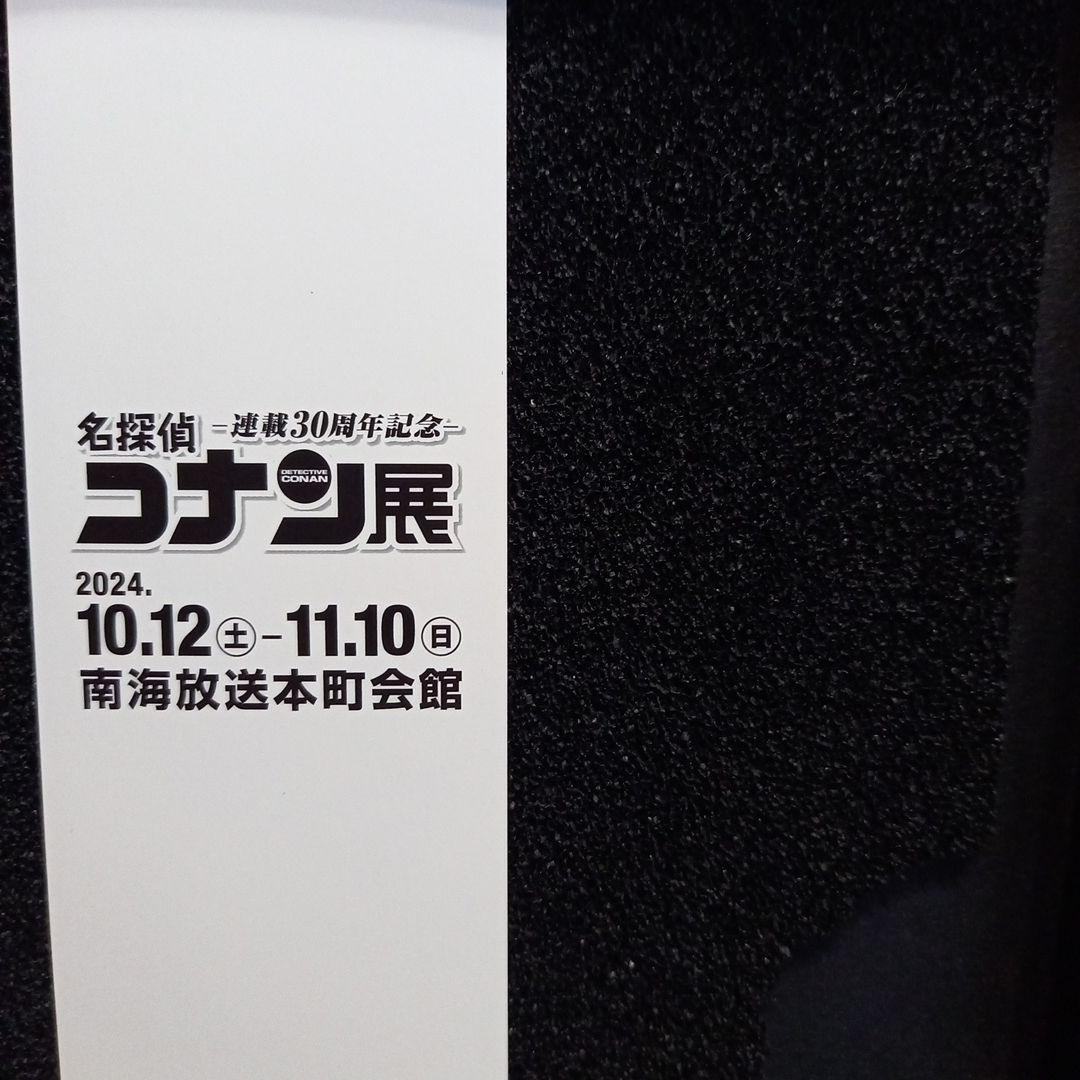 名探偵 -連載30周年記念-
コナン展
DETECTIVE
CONAN
2024.
10.12㊏-11.10㊐
南海放送本町会館